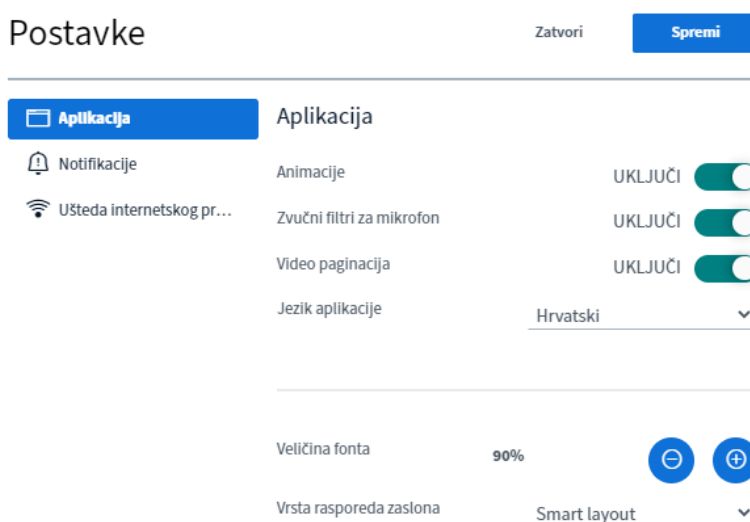 Postavke
Zatvori
Spremi
Aplikacija
Notifikacije
Ušteda internetskog pr...
Aplikacija
Animacije UKLJUČI
Zvučni filtri za mikrofon UKLJUČI
Video paginacija UKLJUČI
Jezik aplikacije Hrvatski
Veličina fonta 90%
Vrsta rasporeda zaslona Smart layout